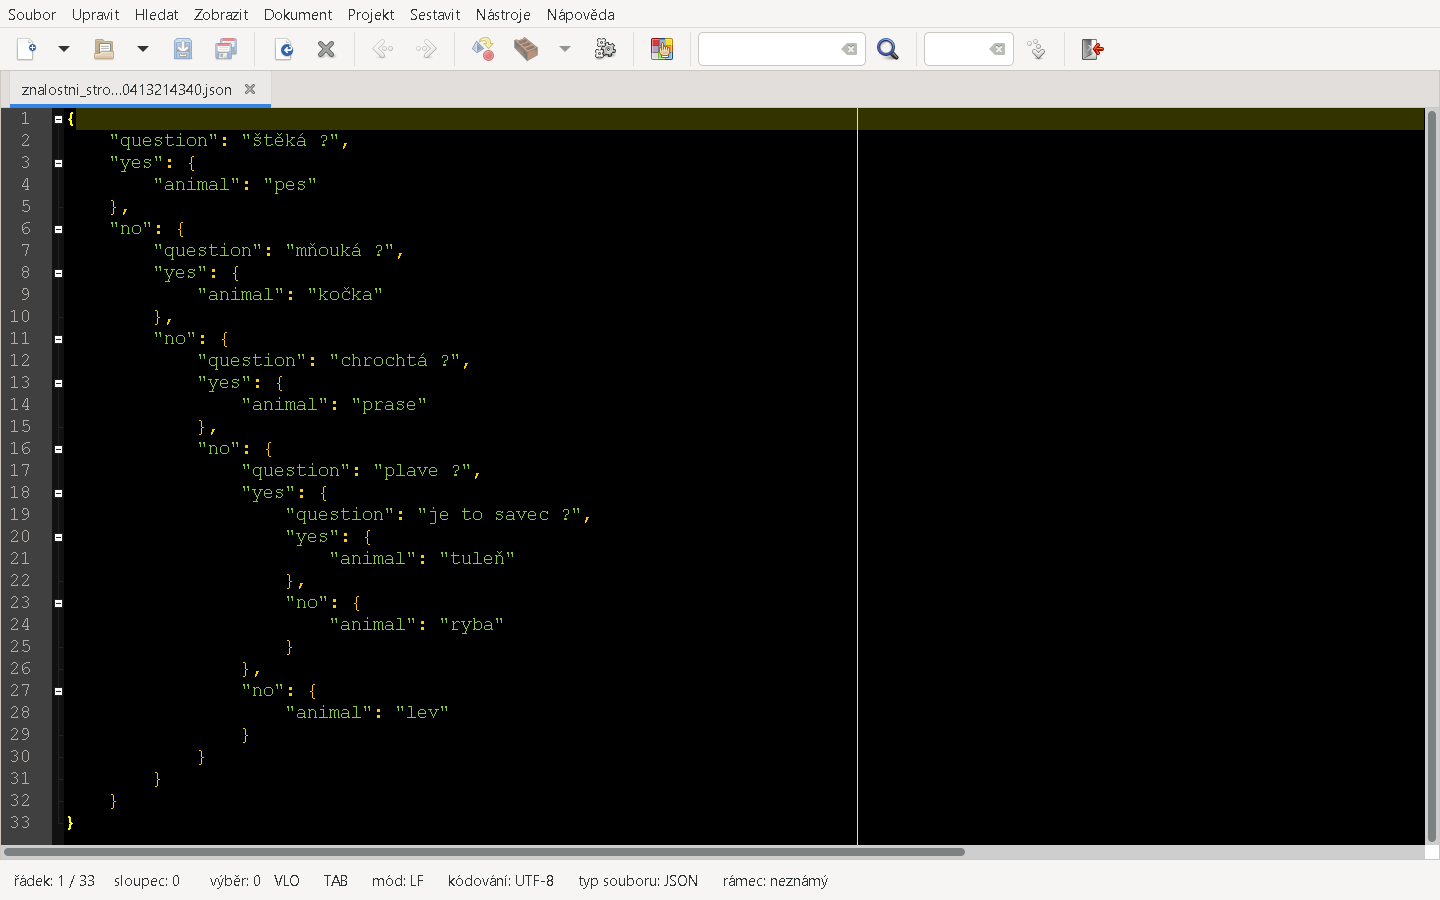 Soubor Upravit Hledat Zobrazit Dokument Projekt Sestavit Nástroje Nápověda
znalostni_stro...0413214340.json
1 {
2     "question": "štěká ?",
3     "yes": {
4         "animal": "pes"
5     },
6     "no": {
7         "question": "mňouká ?",
8         "yes": {
9             "animal": "kočka"
10         },
11         "no": {
12             "question": "chrochtá ?",
13             "yes": {
14                 "animal": "prase"
15             },
16             "no": {
17                 "question": "plave ?",
18                 "yes": {
19                     "question": "je to savec ?",
20                     "yes": {
21                         "animal": "tuleň"
22                     },
23                     "no": {
24                         "animal": "ryba"
25                     }
26                 },
27                 "no": {
28                     "animal": "lev"
29                 }
30             }
31         }
32     }
33 }
řádek: 1 / 33 sloupec: 0 výběr: 0 VLO TAB mód: LF kódování: UTF-8 typ souboru: JSON rámec: neznámý